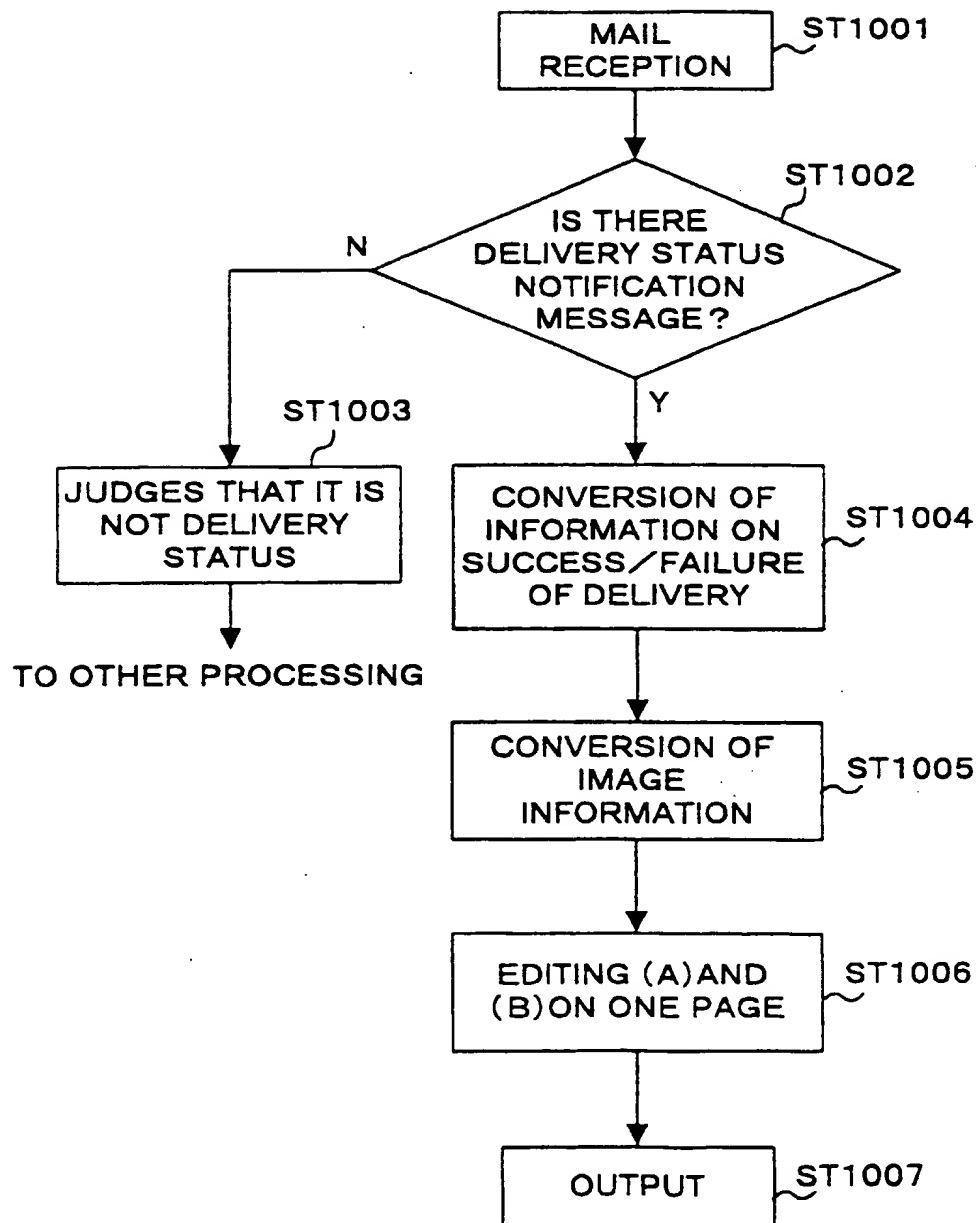 MAIL
RECEPTION
ST1001
ST1002
IS THERE
DELIVERY STATUS
NOTIFICATION
MESSAGE?
N
Y
ST1003
JUDGES THAT IT IS
NOT DELIVERY
STATUS
TO OTHER PROCESSING
CONVERSION OF
INFORMATION ON
SUCCESS/FAILURE
OF DELIVERY
ST1004
CONVERSION OF
IMAGE
INFORMATION
ST1005
EDITING (A)AND
(B)ON ONE PAGE
ST1006
OUTPUT
ST1007